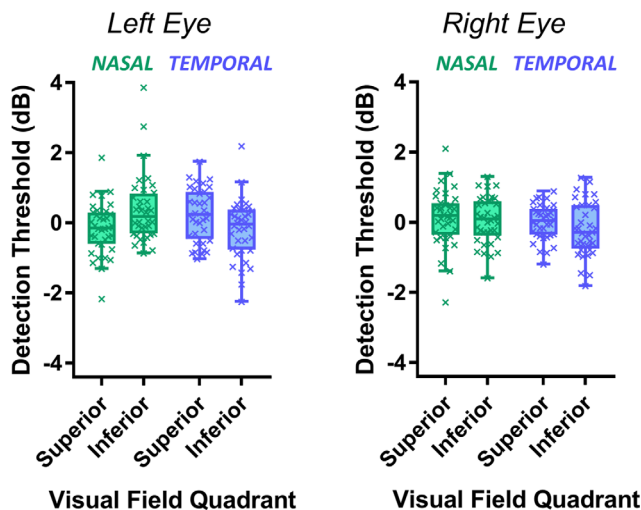 Left Eye
NASAL TEMPORAL
Detection Threshold (dB)
4
2
0
-2
-4
Superior
Inferior
Superior
Inferior
Visual Field Quadrant
Right Eye
NASAL TEMPORAL
Detection Threshold (dB)
4
2
0
-2
-4
Superior
Inferior
Superior
Inferior
Visual Field Quadrant